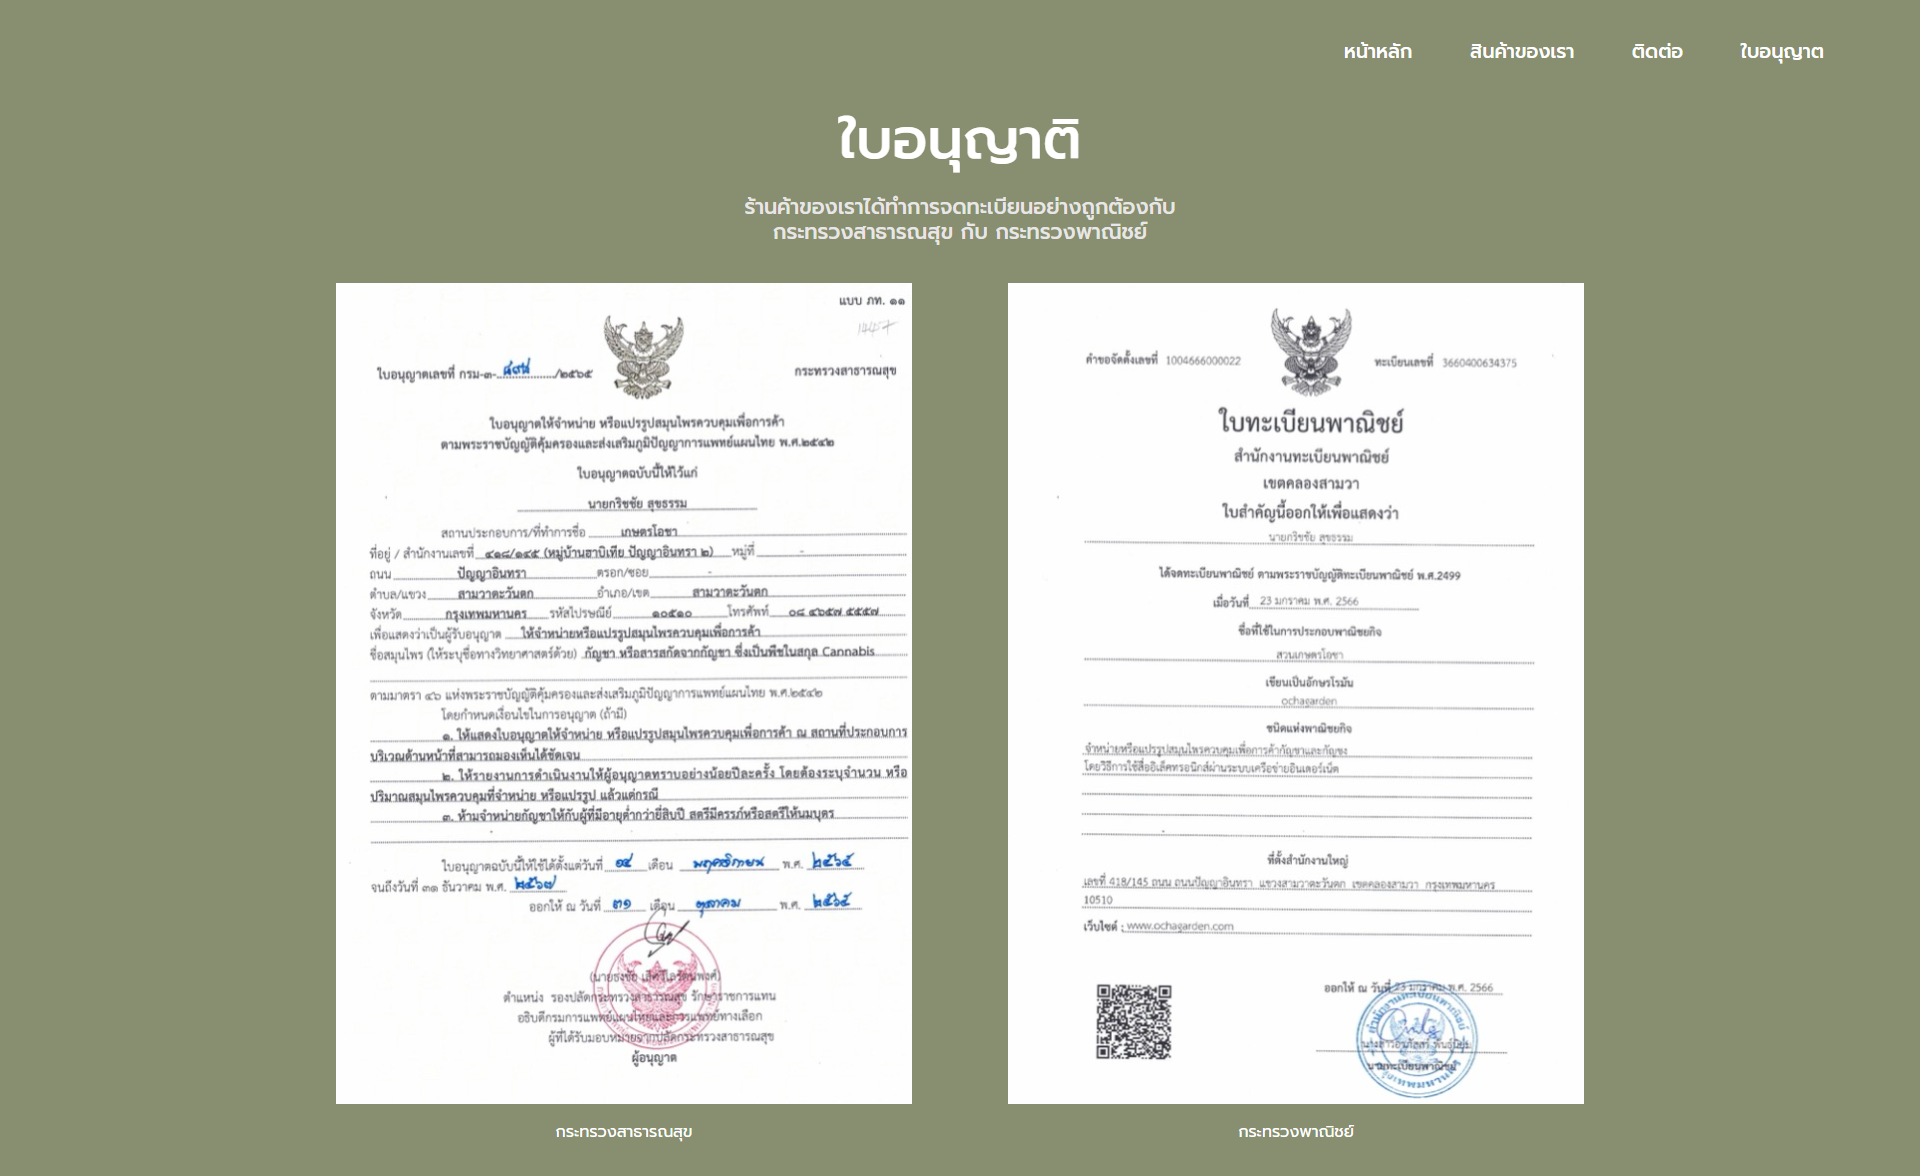 หน้าหลัก สินค้าของเรา ติดต่อ ใบอนุญาต
ใบอนุญาติ
ร้านค้าของเราได้ทำการจดทะเบียนอย่างถูกต้องกับ
กระทรวงสาธารณสุข กับ กระทรวงพาณิชย์
แบบ ภท. ๑๑
ใบอนุญาตเลขที่ กรม-๓- /๒๕๖๕
กระทรวงสาธารณสุข
ใบอนุญาตให้จำหน่าย หรือแปรรูปสมุนไพรควบคุมเพื่อการค้า
ตามพระราชบัญญัติคุ้มครองและส่งเสริมภูมิปัญญาการแพทย์แผนไทย พ.ศ.๒๕๔๒
ใบอนุญาตฉบับนี้ให้ไว้แก่
นายกริชชัย สุขธรรม
สถานประกอบการ/ที่ทำการชื่อ เกษตรโอชา
ที่อยู่ / สำนักงานเลขที่ ๔๑๘/๑๔๕ (หมู่บ้านฮาบิเทีย ปัญญาอินทรา ๒) หมู่ที่ -
ถนน ปัญญาอินทรา ตรอก/ซอย -
ตำบล/แขวง สามวาตะวันตก อำเภอ/เขต สามวาตะวันตก
จังหวัด กรุงเทพมหานคร รหัสไปรษณีย์ ๑๐๕๑๐ โทรศัพท์ ๐๘ ๔๖๕๗ ๕๕๕๗
เพื่อแสดงว่าเป็นผู้รับอนุญาต ให้จำหน่ายหรือแปรรูปสมุนไพรควบคุมเพื่อการค้า
ชื่อสมุนไพร (ให้ระบุชื่อทางวิทยาศาสตร์ด้วย) กัญชา หรือสารสกัดจากกัญชา ซึ่งเป็นพืชในสกุล Cannabis
ตามมาตรา ๔๖ แห่งพระราชบัญญัติคุ้มครองและส่งเสริมภูมิปัญญาการแพทย์แผนไทย พ.ศ.๒๕๔๒
โดยกำหนดเงื่อนไขในการอนุญาต (ถ้ามี)
๑. ให้แสดงใบอนุญาตให้จำหน่าย หรือแปรรูปสมุนไพรควบคุมเพื่อการค้า ณ สถานที่ประกอบการ
บริเวณด้านหน้าที่สามารถมองเห็นได้ชัดเจน
๒. ให้รายงานการดำเนินงานให้ผู้อนุญาตทราบอย่างน้อยปีละครั้ง โดยต้องระบุจำนวน หรือ
ปริมาณสมุนไพรควบคุมที่จำหน่าย หรือแปรรูป แล้วแต่กรณี
๓. ห้ามจำหน่ายกัญชาให้กับผู้ที่มีอายุต่ำกว่ายี่สิบปี สตรีมีครรภ์หรือสตรีให้นมบุตร
ใบอนุญาตฉบับนี้ให้ใช้ได้ตั้งแต่วันที่ ๑๔ เดือน พฤศจิกายน พ.ศ. ๒๕๖๕
จนถึงวันที่ ๓๑ ธันวาคม พ.ศ. ๒๕๖๗
ออกให้ ณ วันที่ ๓๑ เดือน ตุลาคม พ.ศ. ๒๕๖๕
ตำแหน่ง รองปลัดกระทรวงสาธารณสุข รักษาราชการแทน
อธิบดีกรมการแพทย์แผนไทยและการแพทย์ทางเลือก
ผู้ที่ได้รับมอบหมายจากปลัดกระทรวงสาธารณสุข
ผู้อนุญาต
กระทรวงสาธารณสุข
คำขอจัดตั้งเลขที่ 1004666000022
ทะเบียนเลขที่ 3660400634375
ใบทะเบียนพาณิชย์
สำนักงานทะเบียนพาณิชย์
เขตคลองสามวา
ใบสำคัญนี้ออกให้เพื่อแสดงว่า
นายกริชชัย สุขธรรม
ได้จดทะเบียนพาณิชย์ ตามพระราชบัญญัติทะเบียนพาณิชย์ พ.ศ.2499
เมื่อวันที่ 23 มกราคม พ.ศ. 2566
ชื่อที่ใช้ในการประกอบพาณิชยกิจ
สวนเกษตรโอชา
เขียนเป็นอักษรโรมัน
ochagarden
ชนิดแห่งพาณิชยกิจ
จำหน่ายหรือแปรรูปสมุนไพรควบคุมเพื่อการค้ากัญชาและกัญชง
โดยวิธีการใช้สื่ออิเล็คทรอนิกส์ผ่านระบบเครือข่ายอินเตอร์เน็ต
ที่ตั้งสำนักงานใหญ่
เลขที่ 418/145 ถนน ถนนปัญญาอินทรา แขวงสามวาตะวันตก เขตคลองสามวา กรุงเทพมหานคร
10510
เว็บไซต์ : www.ochagarden.com
ออกให้ ณ วันที่ 23 มกราคม พ.ศ. 2566
นายทะเบียนพาณิชย์
กระทรวงพาณิชย์